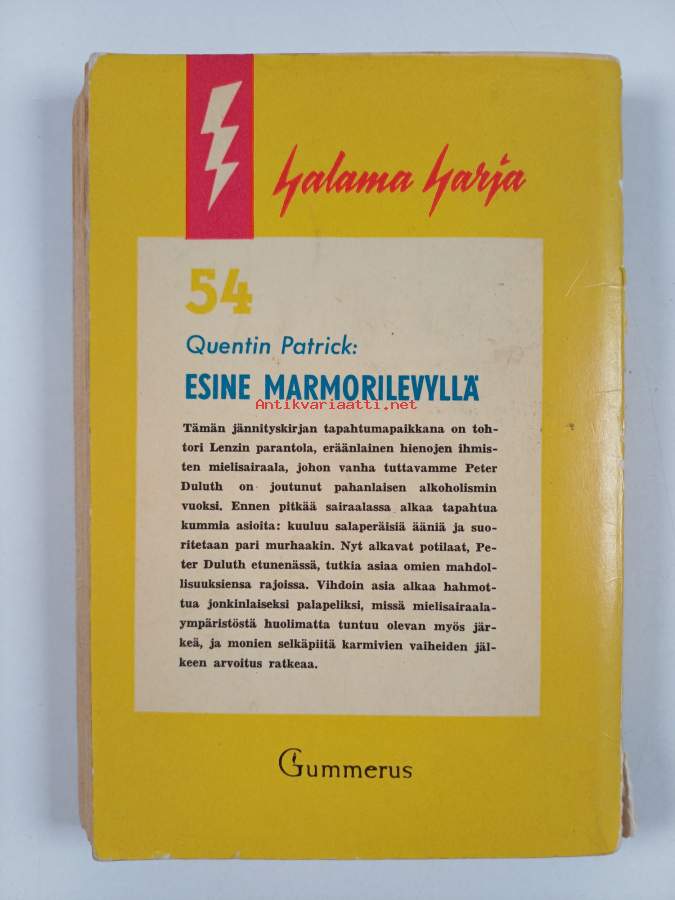 Salama Sarja
54
Quentin Patrick:
ESINE MARMORILEVYLLÄ
Antikvariaatti.net
Tämän jännityskirjan tapahtumapaikkana on toh-
tori Lenzin parantola, eräänlainen hienojen ihmis-
ten mielisairaala, johon vanha tuttavamme Peter
Duluth on joutunut pahanlaisen alkoholismin
vuoksi. Ennen pitkää sairaalassa alkaa tapahtua
kummia asioita: kuuluu salaperäisiä ääniä ja suo-
ritetaan pari murhaakin. Nyt alkavat potilaat, Pe-
ter Duluth etunenässä, tutkia asiaa omien mahdol-
lisuuksiensa rajoissa. Vihdoin asia alkaa hahmot-
tua jonkinlaiseksi palapeliksi, missä mielisairaala-
ympäristöstä huolimatta tuntuu olevan myös jär-
keä, ja monien selkäpiitä karmivien vaiheiden jäl-
keen arvoitus ratkeaa.
Gummerus